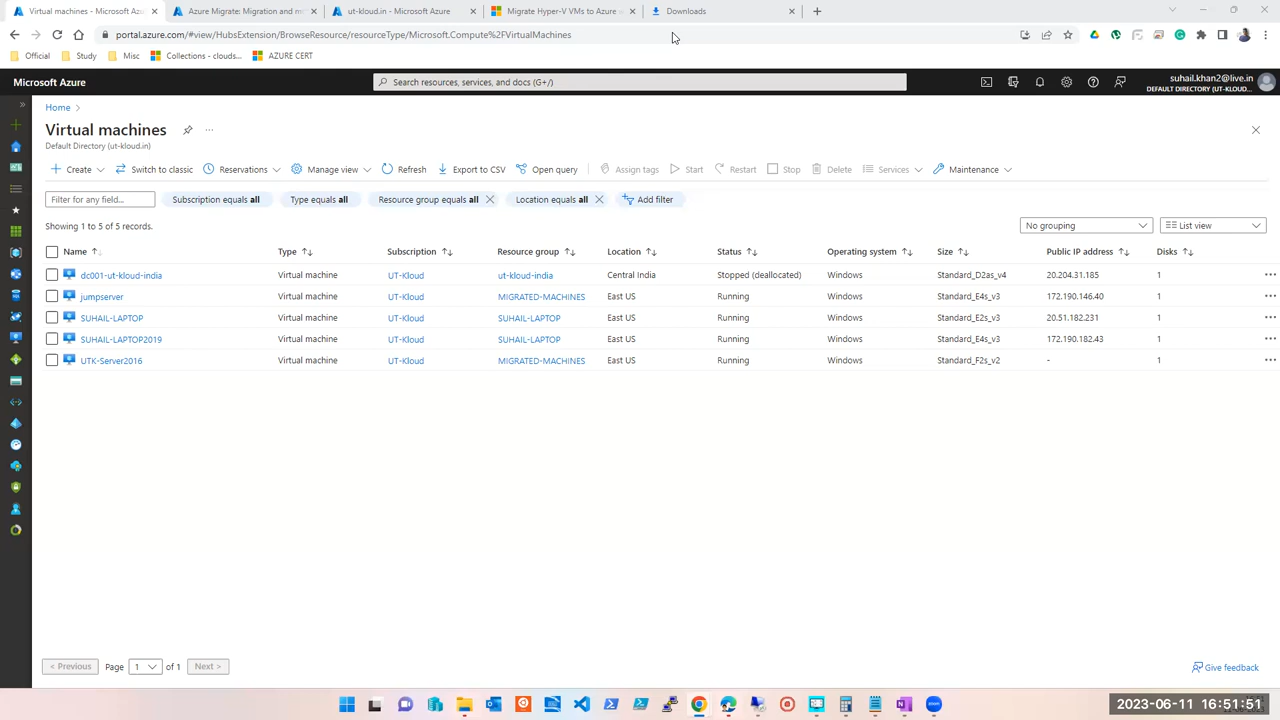 Virtual machines - Microsoft Az
Azure Migrate: Migration and mi
ut-kloud.in - Microsoft Azure
Migrate Hyper-V VMs to Azure
Downloads
portal.azure.com/#view/HubsExtension/BrowseResource/resourceType/Microsoft.Compute%2FVirtualMachines
Official Study Misc Collections - clouds... AZURE CERT
Microsoft Azure
Search resources, services, and docs (G+/)
suhail.khan2@live.in
DEFAULT DIRECTORY (UT-KLOUD...
Home >
Virtual machines
Default Directory (ut-kloud.in)
Create Switch to classic Reservations Manage view Refresh Export to CSV Open query Assign tags Start Restart Stop Delete Services Maintenance
Filter for any field... Subscription equals all Type equals all Resource group equals all Location equals all Add filter
Showing 1 to 5 of 5 records. No grouping List view
Name Type Subscription Resource group Location Status Operating system Size Public IP address Disks
dc001-ut-kloud-india Virtual machine UT-Kloud ut-kloud-india Central India Stopped (deallocated) Windows Standard_D2as_v4 20.204.31.185 1
jumpserver Virtual machine UT-Kloud MIGRATED-MACHINES East US Running Windows Standard_E4s_v3 172.190.146.40 1
SUHAIL-LAPTOP Virtual machine UT-Kloud SUHAIL-LAPTOP East US Running Windows Standard_E2s_v3 20.51.182.231 1
SUHAIL-LAPTOP2019 Virtual machine UT-Kloud SUHAIL-LAPTOP East US Running Windows Standard_E4s_v3 172.190.182.43 1
UTK-Server2016 Virtual machine UT-Kloud MIGRATED-MACHINES East US Running Windows Standard_F2s_v2 - 1
< Previous Page 1 of 1 Next >
Give feedback
2023-06-11 16:51:51